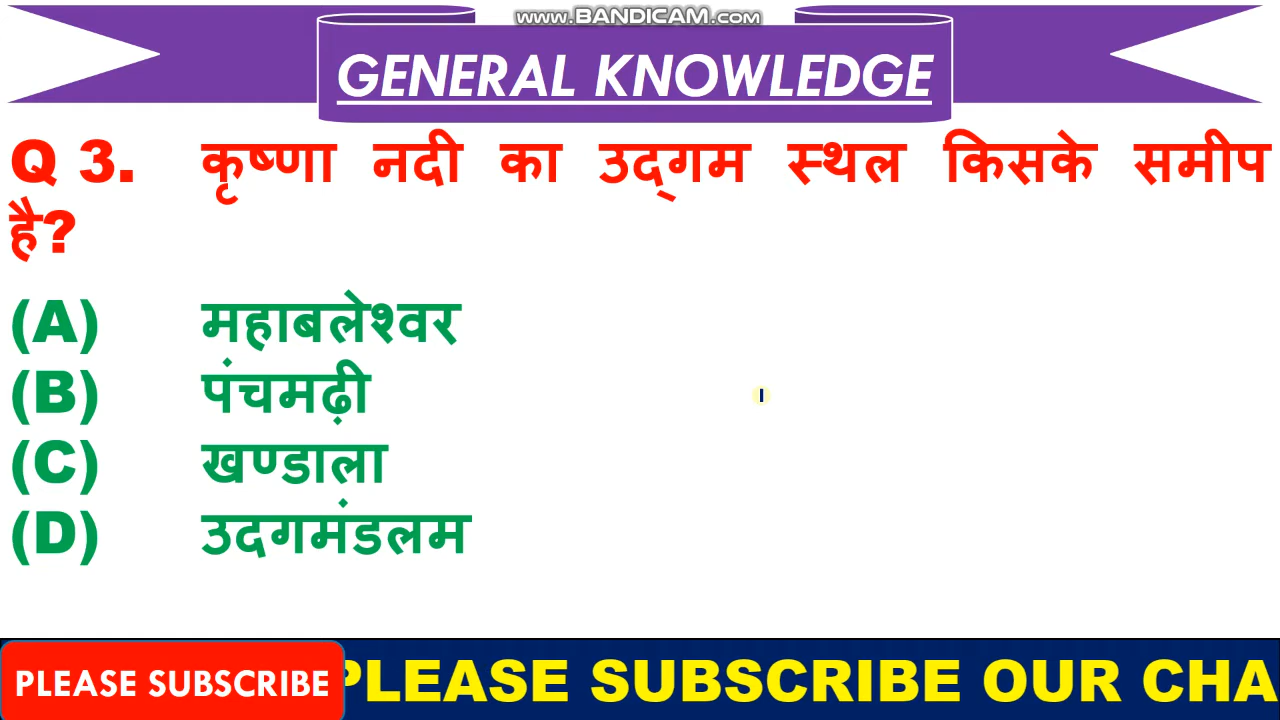 www.BANDICAM.com
GENERAL KNOWLEDGE
Q 3. कृष्णा नदी का उद्गम स्थल किसके समीप
है?
(A) महाबलेश्वर
(B) पंचमढ़ी
(C) खण्डाला
(D) उदगमंडलम
PLEASE SUBSCRIBE PLEASE SUBSCRIBE OUR CHA